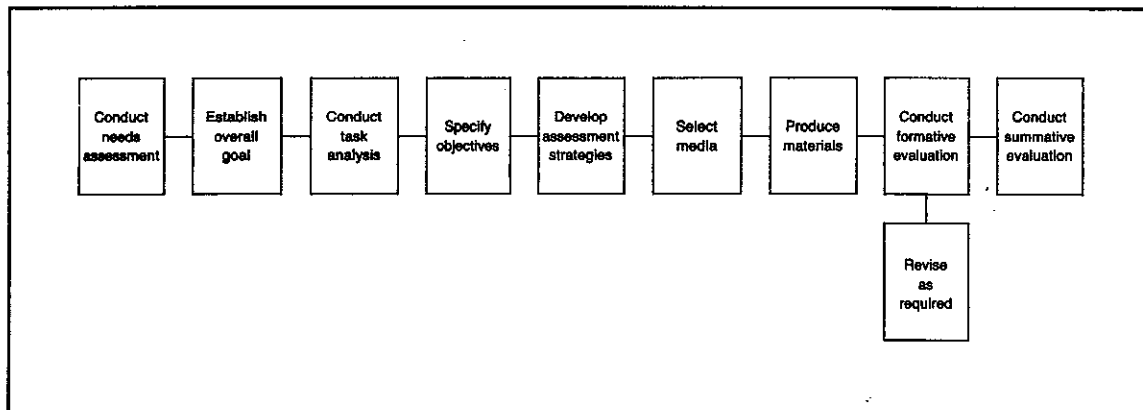 Conduct
needs
assessment
Establish
overall
goal
Conduct
task
analysis
Specify
objectives
Develop
assessment
strategies
Select
media
Produce
materials
Conduct
formative
evaluation
Conduct
summative
evaluation
Revise
as
required